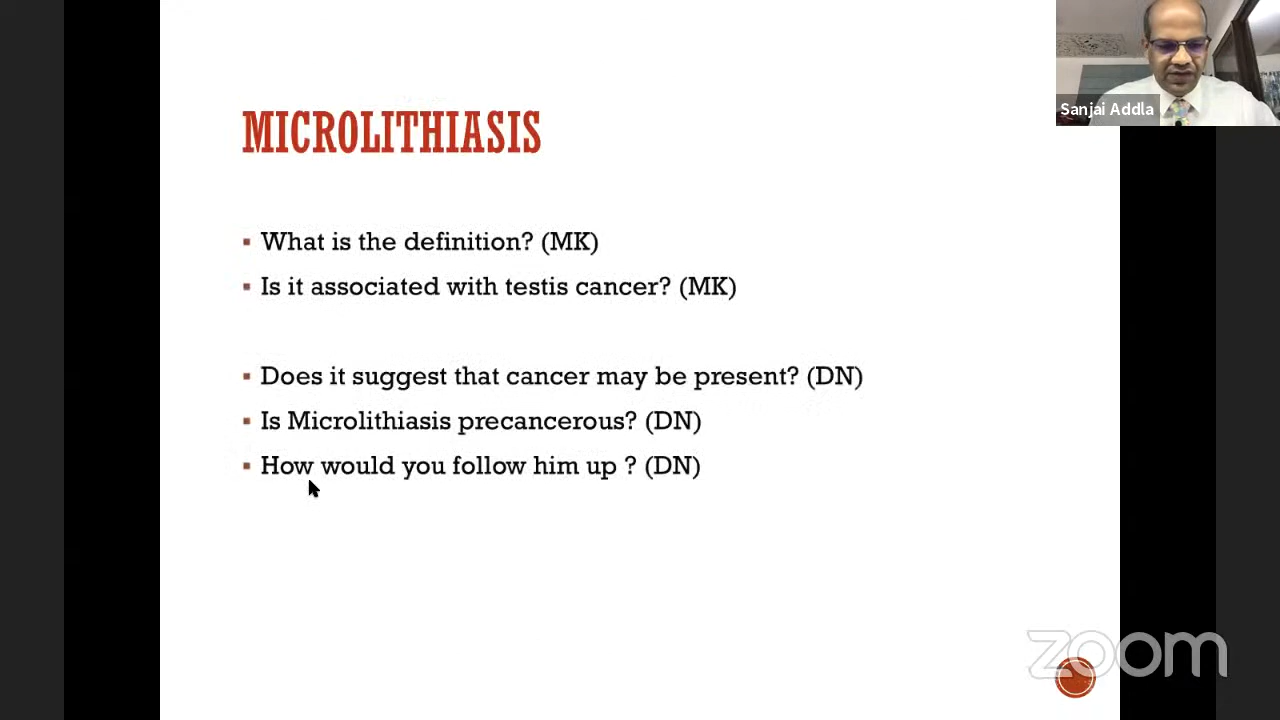 Sanjai Addla
MICROLITHIASIS
▪ What is the definition? (MK)
▪ Is it associated with testis cancer? (MK)
▪ Does it suggest that cancer may be present? (DN)
▪ Is Microlithiasis precancerous? (DN)
▪ How would you follow him up ? (DN)
zoom